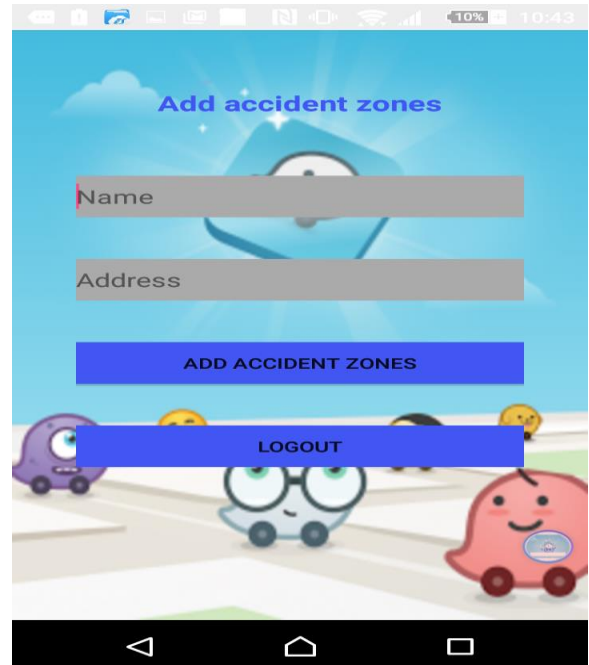 10% 10:43
Add accident zones
Name
Address
ADD ACCIDENT ZONES
LOGOUT